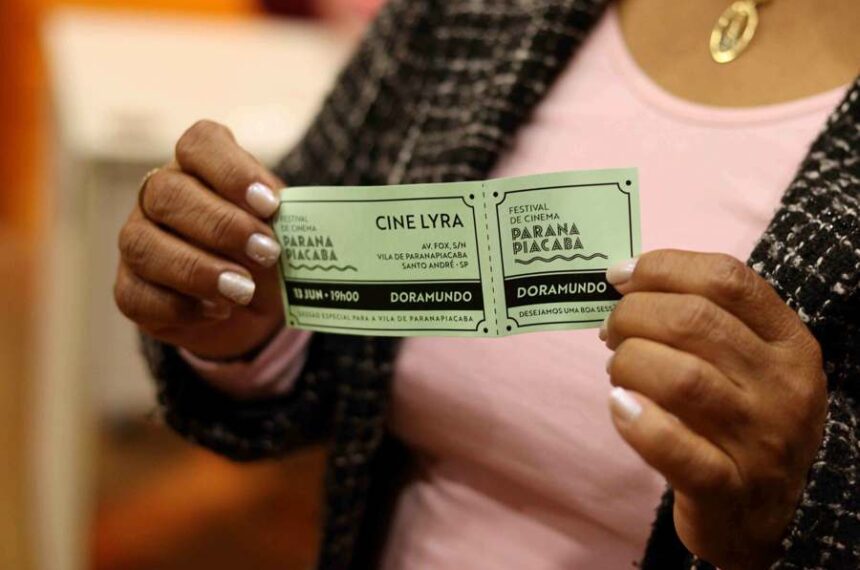 FESTIVAL
DE CINEMA
PARANA
PIACABA
CINE LYRA
AV. FOX, S/N
VILA DE PARANAPIACABA
SANTO ANDRÉ • SP
13 JUN • 19h00
DORAMUNDO
SESSÃO ESPECIAL PARA A VILA DE PARANAPIACABA
FESTIVAL
DE CINEMA
PARANA
PIACABA
DORAMUNDO
DESEJAMOS UMA BOA